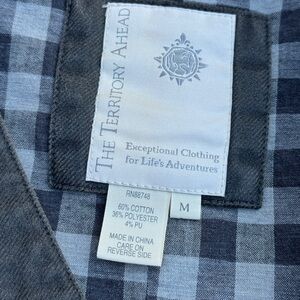 THE TERRITORY AHEAD
Exceptional Clothing
for Life's Adventures
RN88748
60% COTTON
36% POLYESTER
4% PU
M
MADE IN CHINA
CARE ON
REVERSE SIDE